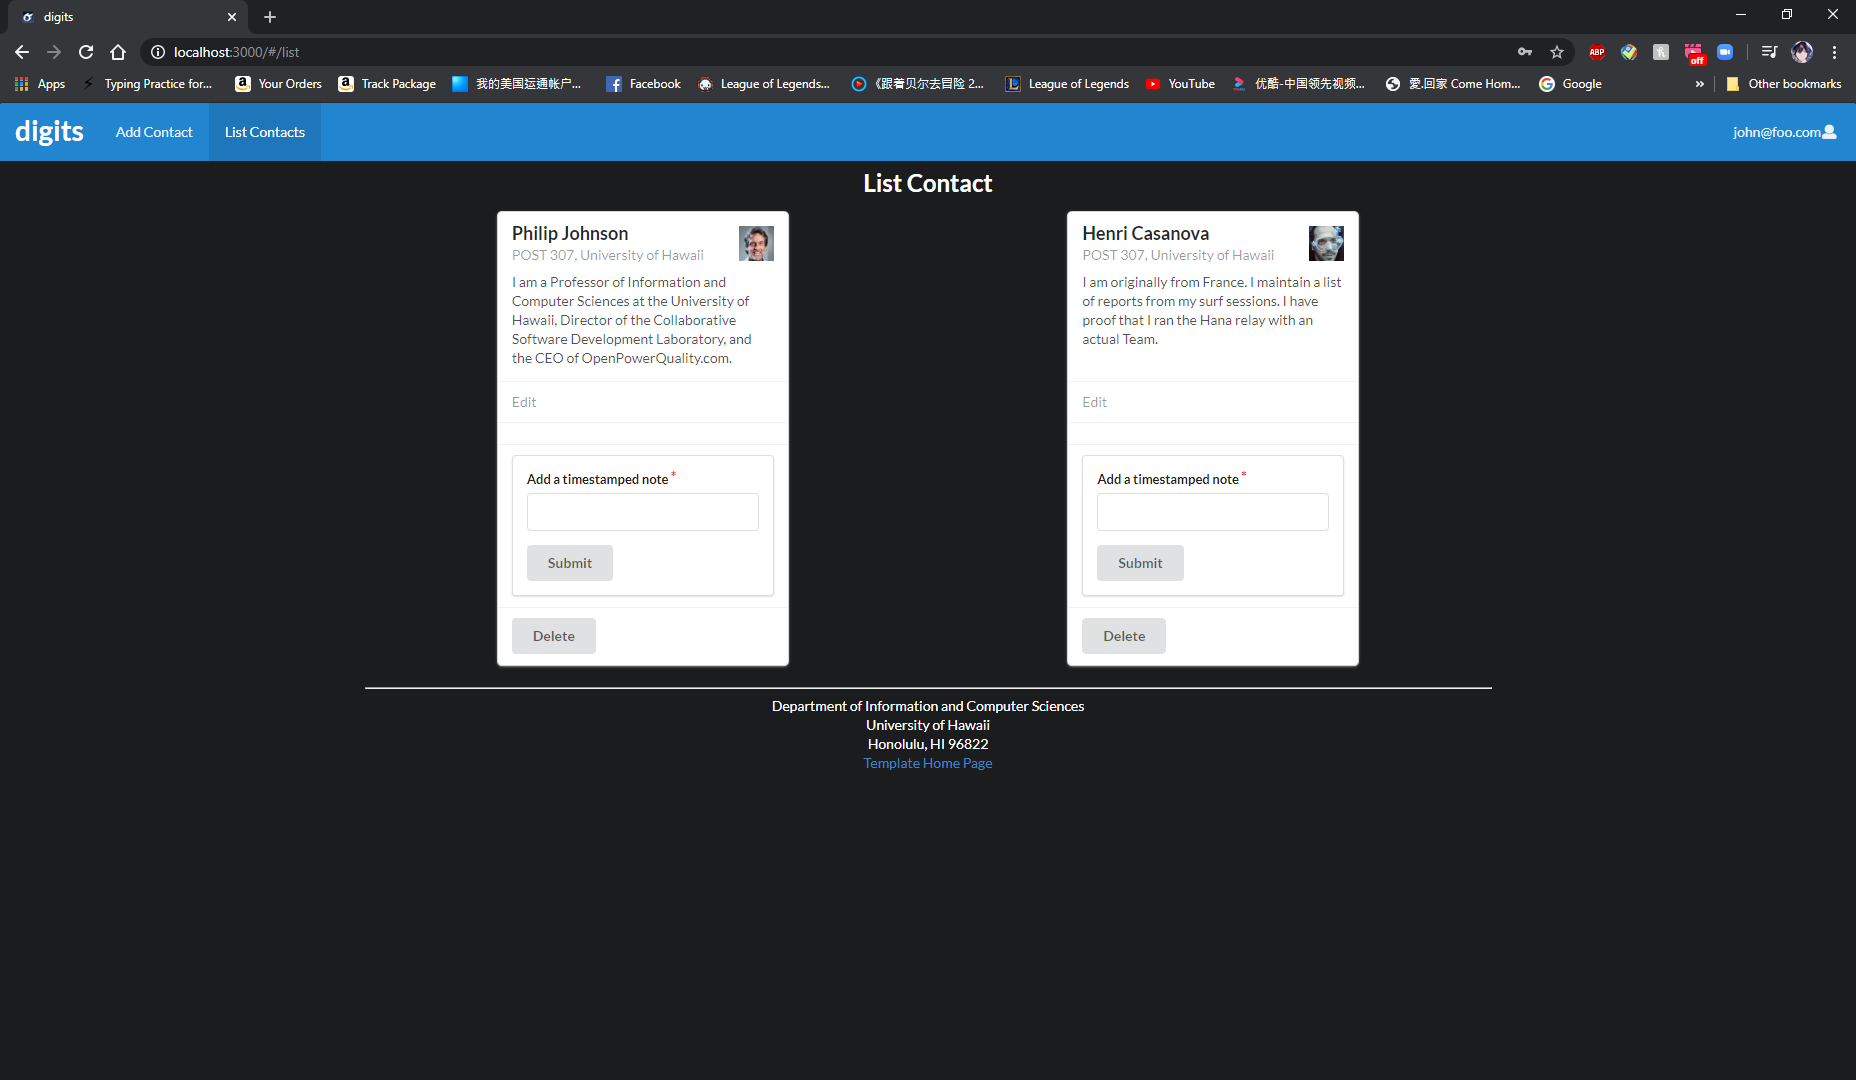 digits
localhost:3000/#/list
ABP
off
Apps
Typing Practice for...
Your Orders
Track Package
我的美国运通帐户...
Facebook
League of Legends...
《跟着贝尔去冒险 2...
League of Legends
YouTube
优酷-中国领先视频...
愛.回家 Come Hom...
Google
»
Other bookmarks
digits
Add Contact
List Contacts
john@foo.com
List Contact
Philip Johnson
POST 307, University of Hawaii
I am a Professor of Information and
Computer Sciences at the University of
Hawaii, Director of the Collaborative
Software Development Laboratory, and
the CEO of OpenPowerQuality.com.
Edit
Add a timestamped note *
Submit
Delete
Henri Casanova
POST 307, University of Hawaii
I am originally from France. I maintain a list
of reports from my surf sessions. I have
proof that I ran the Hana relay with an
actual Team.
Edit
Add a timestamped note *
Submit
Delete
Department of Information and Computer Sciences
University of Hawaii
Honolulu, HI 96822
Template Home Page